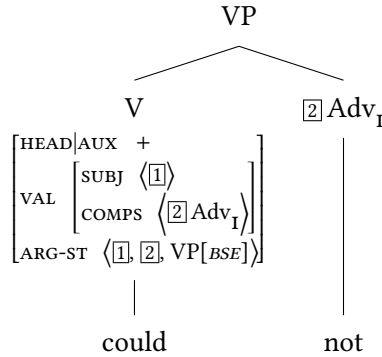 VP
V
[2] Adv_I
HEAD|AUX +
VAL [SUBJ ⟨[1]⟩
COMPS ⟨[2] Adv_I⟩]
ARG-ST ⟨[1], [2], VP[BSE]⟩
could not